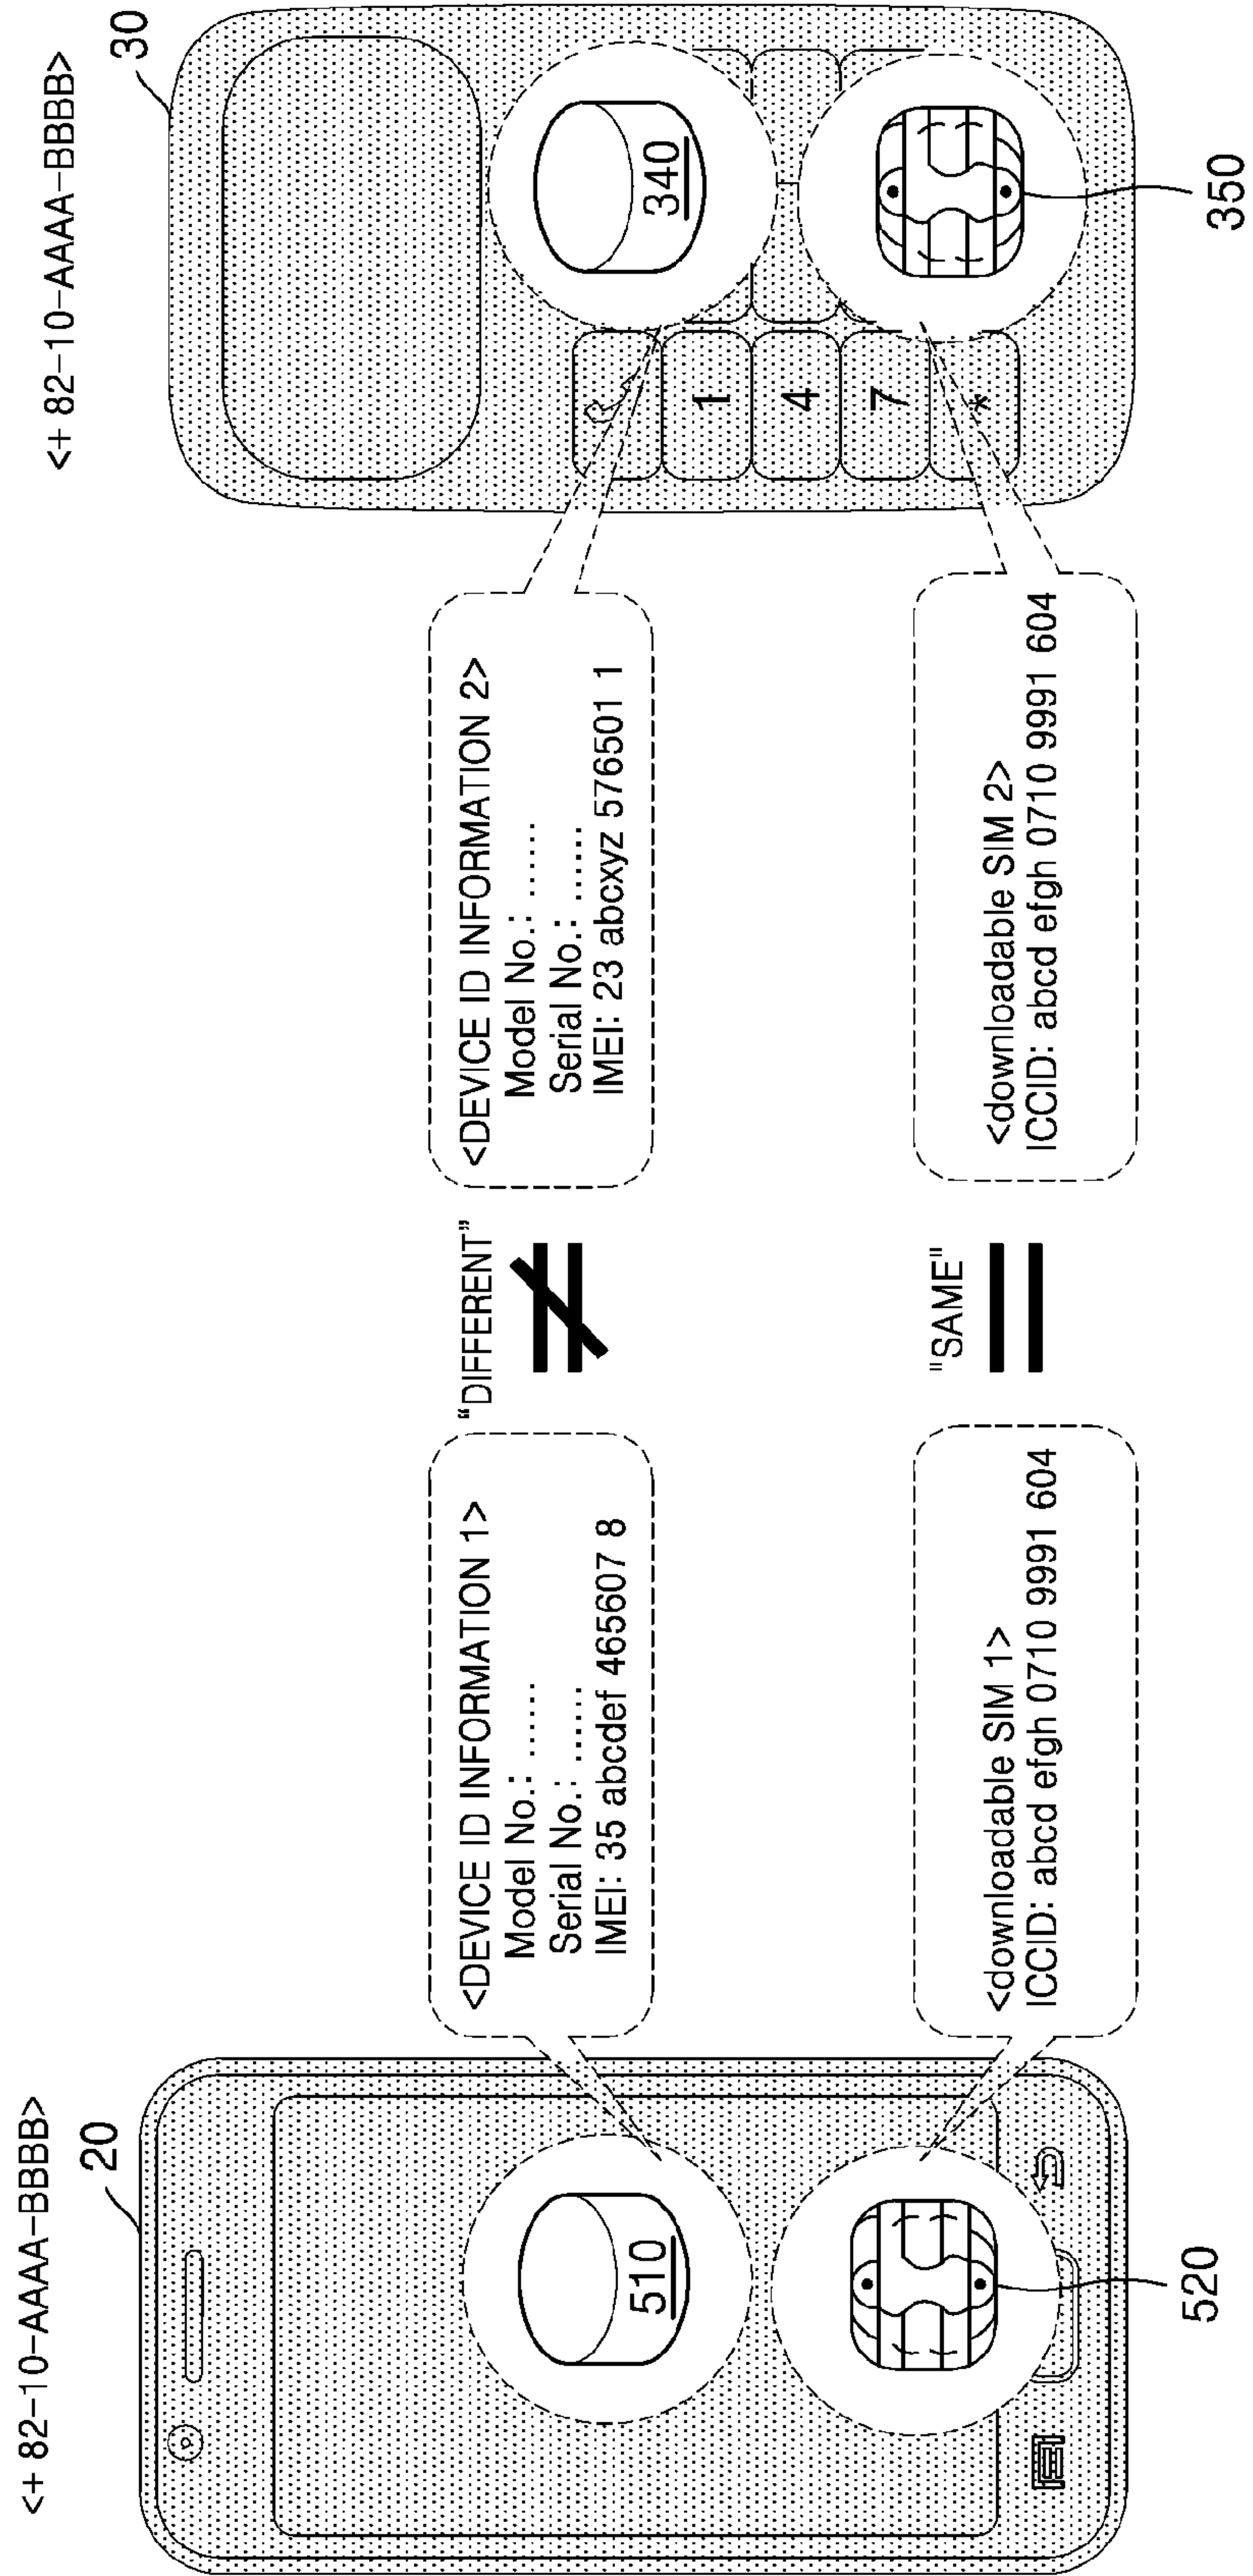 <+ 82-10-AAAA-BBBB>
20
510
520
<DEVICE ID INFORMATION 1>
Model No.: ......
Serial No.: ......
IMEI: 35 abcdef 465607 8
<downloadable SIM 1>
ICCID: abcd efgh 0710 9991 604
“DIFFERENT”
"SAME"
<DEVICE ID INFORMATION 2>
Model No.: ......
Serial No.: ......
IMEI: 23 abcxyz 576501 1
<downloadable SIM 2>
ICCID: abcd efgh 0710 9991 604
<+ 82-10-AAAA-BBBB>
30
340
1
4
7
*
350